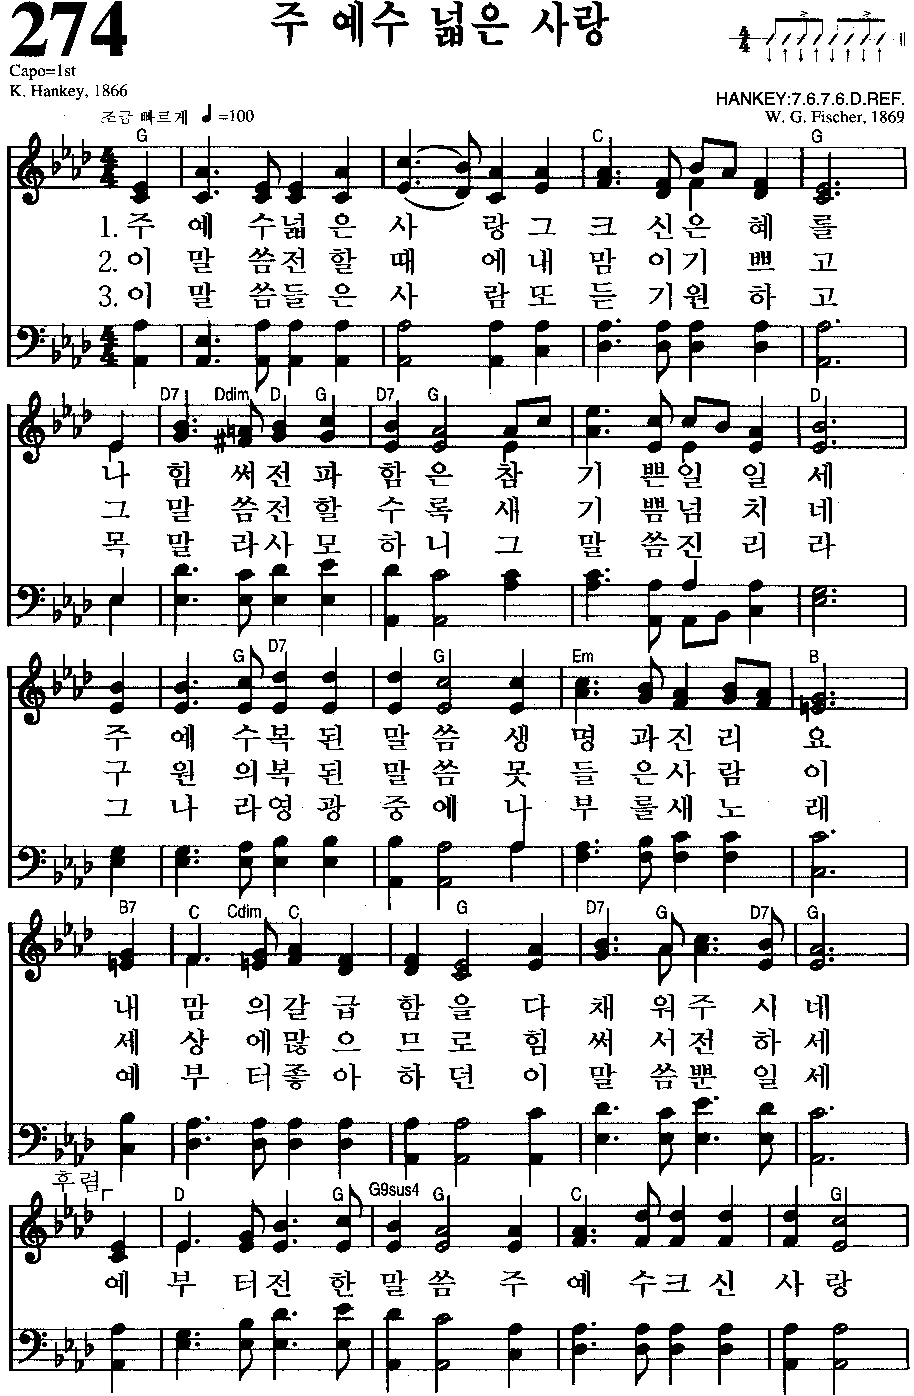 274
주 예수 넓은 사랑
Capo=1st
K. Hankey, 1866
HANKEY:7.6.7.6.D.REF.
W. G. Fischer, 1869
조금 빠르게 ♩=100
G C G
1. 주 예 수 넓 은 사 랑 그 크 신 은 혜 를
2. 이 말 씀 전 할 때 에 내 맘 이 기 쁘 고
3. 이 말 씀 들 은 사 람 또 듣 기 원 하 고
D7 Ddim D G D7 G D
나 힘 써 전 파 함 은 참 기 쁜 일 일 세
그 말 씀 전 할 수 록 새 기 쁨 넘 치 네
목 말 라 사 모 하 니 그 말 씀 진 리 라
G D7 G Em B
주 예 수 복 된 말 씀 생 명 과 진 리 요
구 원 의 복 된 말 씀 못 들 은 사 람 이
그 나 라 영 광 중 에 나 부 를 새 노 래
B7 C Cdim C G D7 G D7 G
내 맘 의 갈 급 함 을 다 채 워 주 시 네
세 상 에 많 으 므 로 힘 써 서 전 하 세
예 부 터 좋 아 하 던 이 말 씀 뿐 일 세
후렴
D G G9sus4 G C G
예 부 터 전 한 말 씀 주 예 수 크 신 사 랑